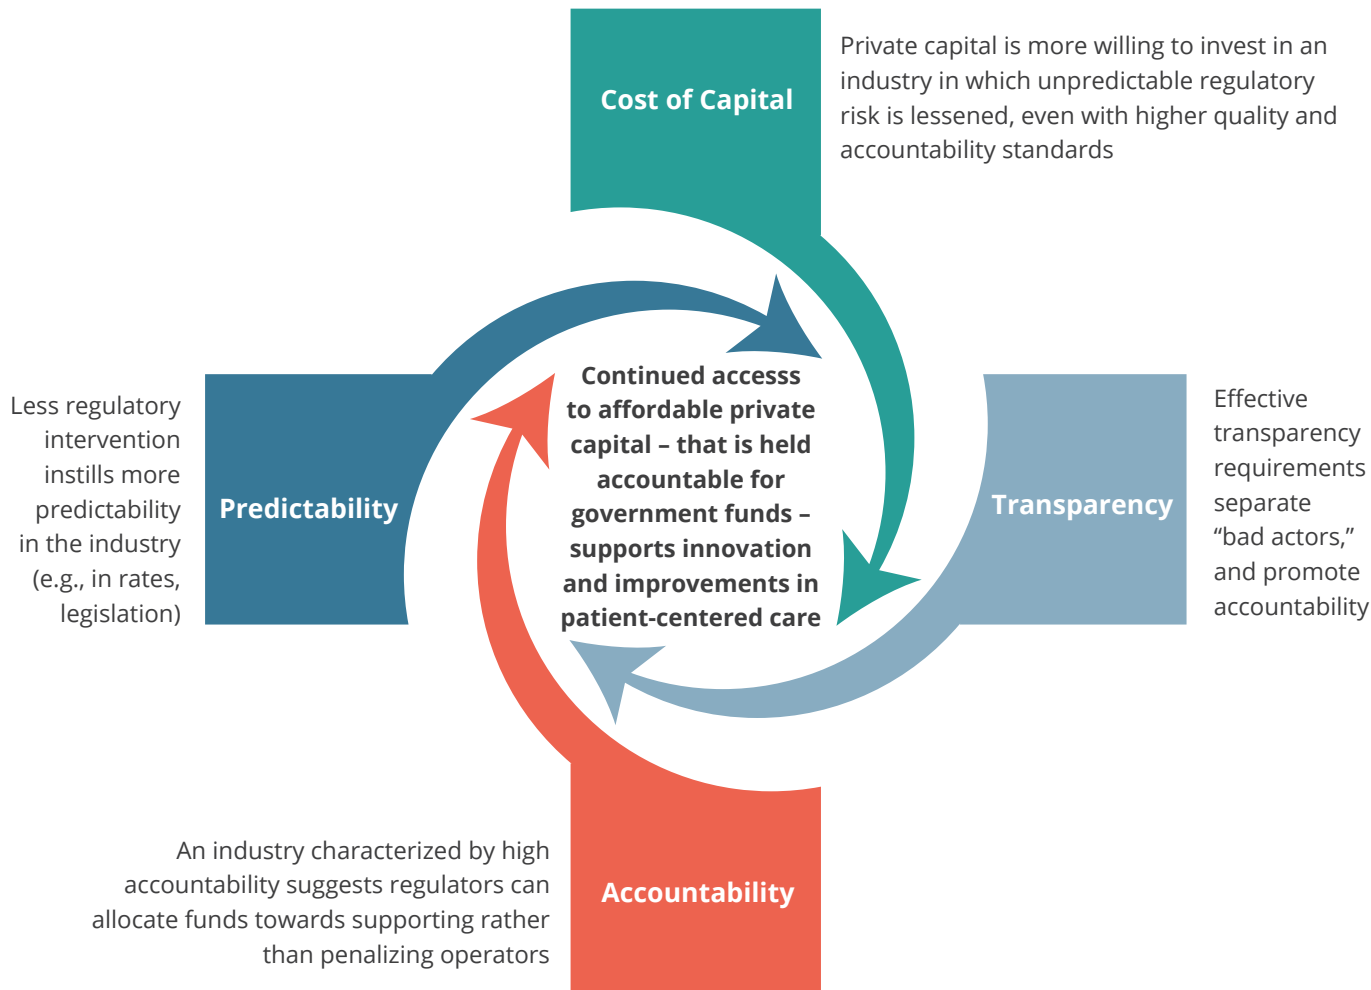 Cost of Capital
Private capital is more willing to invest in an
industry in which unpredictable regulatory
risk is lessened, even with higher quality and
accountability standards
Less regulatory
intervention
instills more
predictability
in the industry
(e.g., in rates,
legislation)
Predictability
Continued accesss
to affordable private
capital – that is held
accountable for
government funds –
supports innovation
and improvements in
patient-centered care
Transparency
Effective
transparency
requirements
separate
“bad actors,”
and promote
accountability
An industry characterized by high
accountability suggests regulators can
allocate funds towards supporting rather
than penalizing operators
Accountability